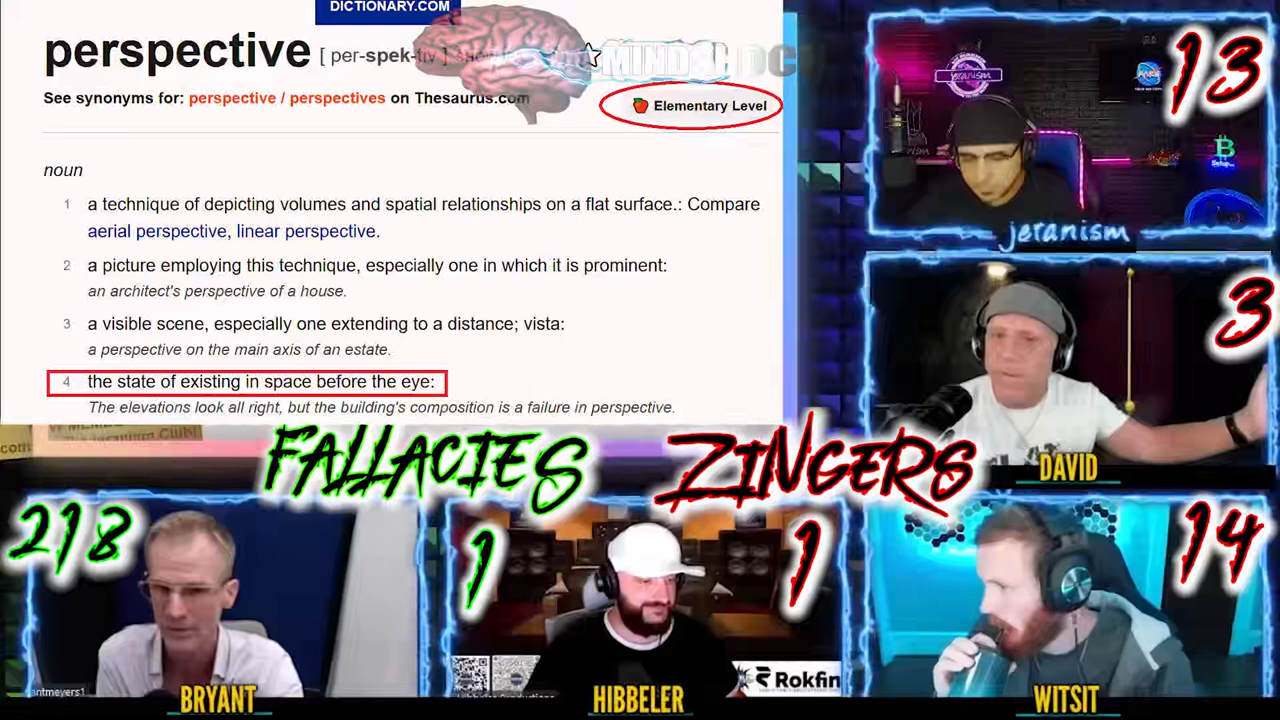 DICTIONARY.COM
perspective [ per-spek-tiv ]
MINDSHOCK
See synonyms for: perspective / perspectives on Thesaurus.com
Elementary Level
noun
1 a technique of depicting volumes and spatial relationships on a flat surface.: Compare
aerial perspective, linear perspective.
2 a picture employing this technique, especially one in which it is prominent:
an architect's perspective of a house.
3 a visible scene, especially one extending to a distance; vista:
a perspective on the main axis of an estate.
4 the state of existing in space before the eye:
The elevations look all right, but the building's composition is a failure in perspective.
13
jeranism
jeranism
3
DAVID
com
FALLACIES
ZINGERS
218
1
1
14
antmeyers1
Rokfin
BRYANT
HIBBELER
WITSIT